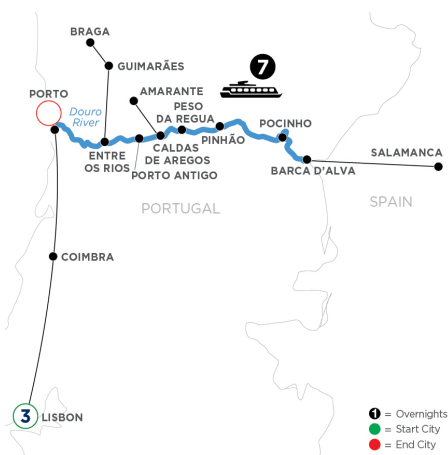 BRAGA
GUIMARÃES
7
PORTO
AMARANTE
Douro
River
PESO
DA REGUA
POCINHO
ENTRE
OS RIOS
CALDAS
DE AREGOS
PINHÃO
SALAMANCA
BARCA D'ALVA
PORTO ANTIGO
PORTUGAL
SPAIN
COIMBRA
3 LISBON
1 = Overnights
= Start City
= End City